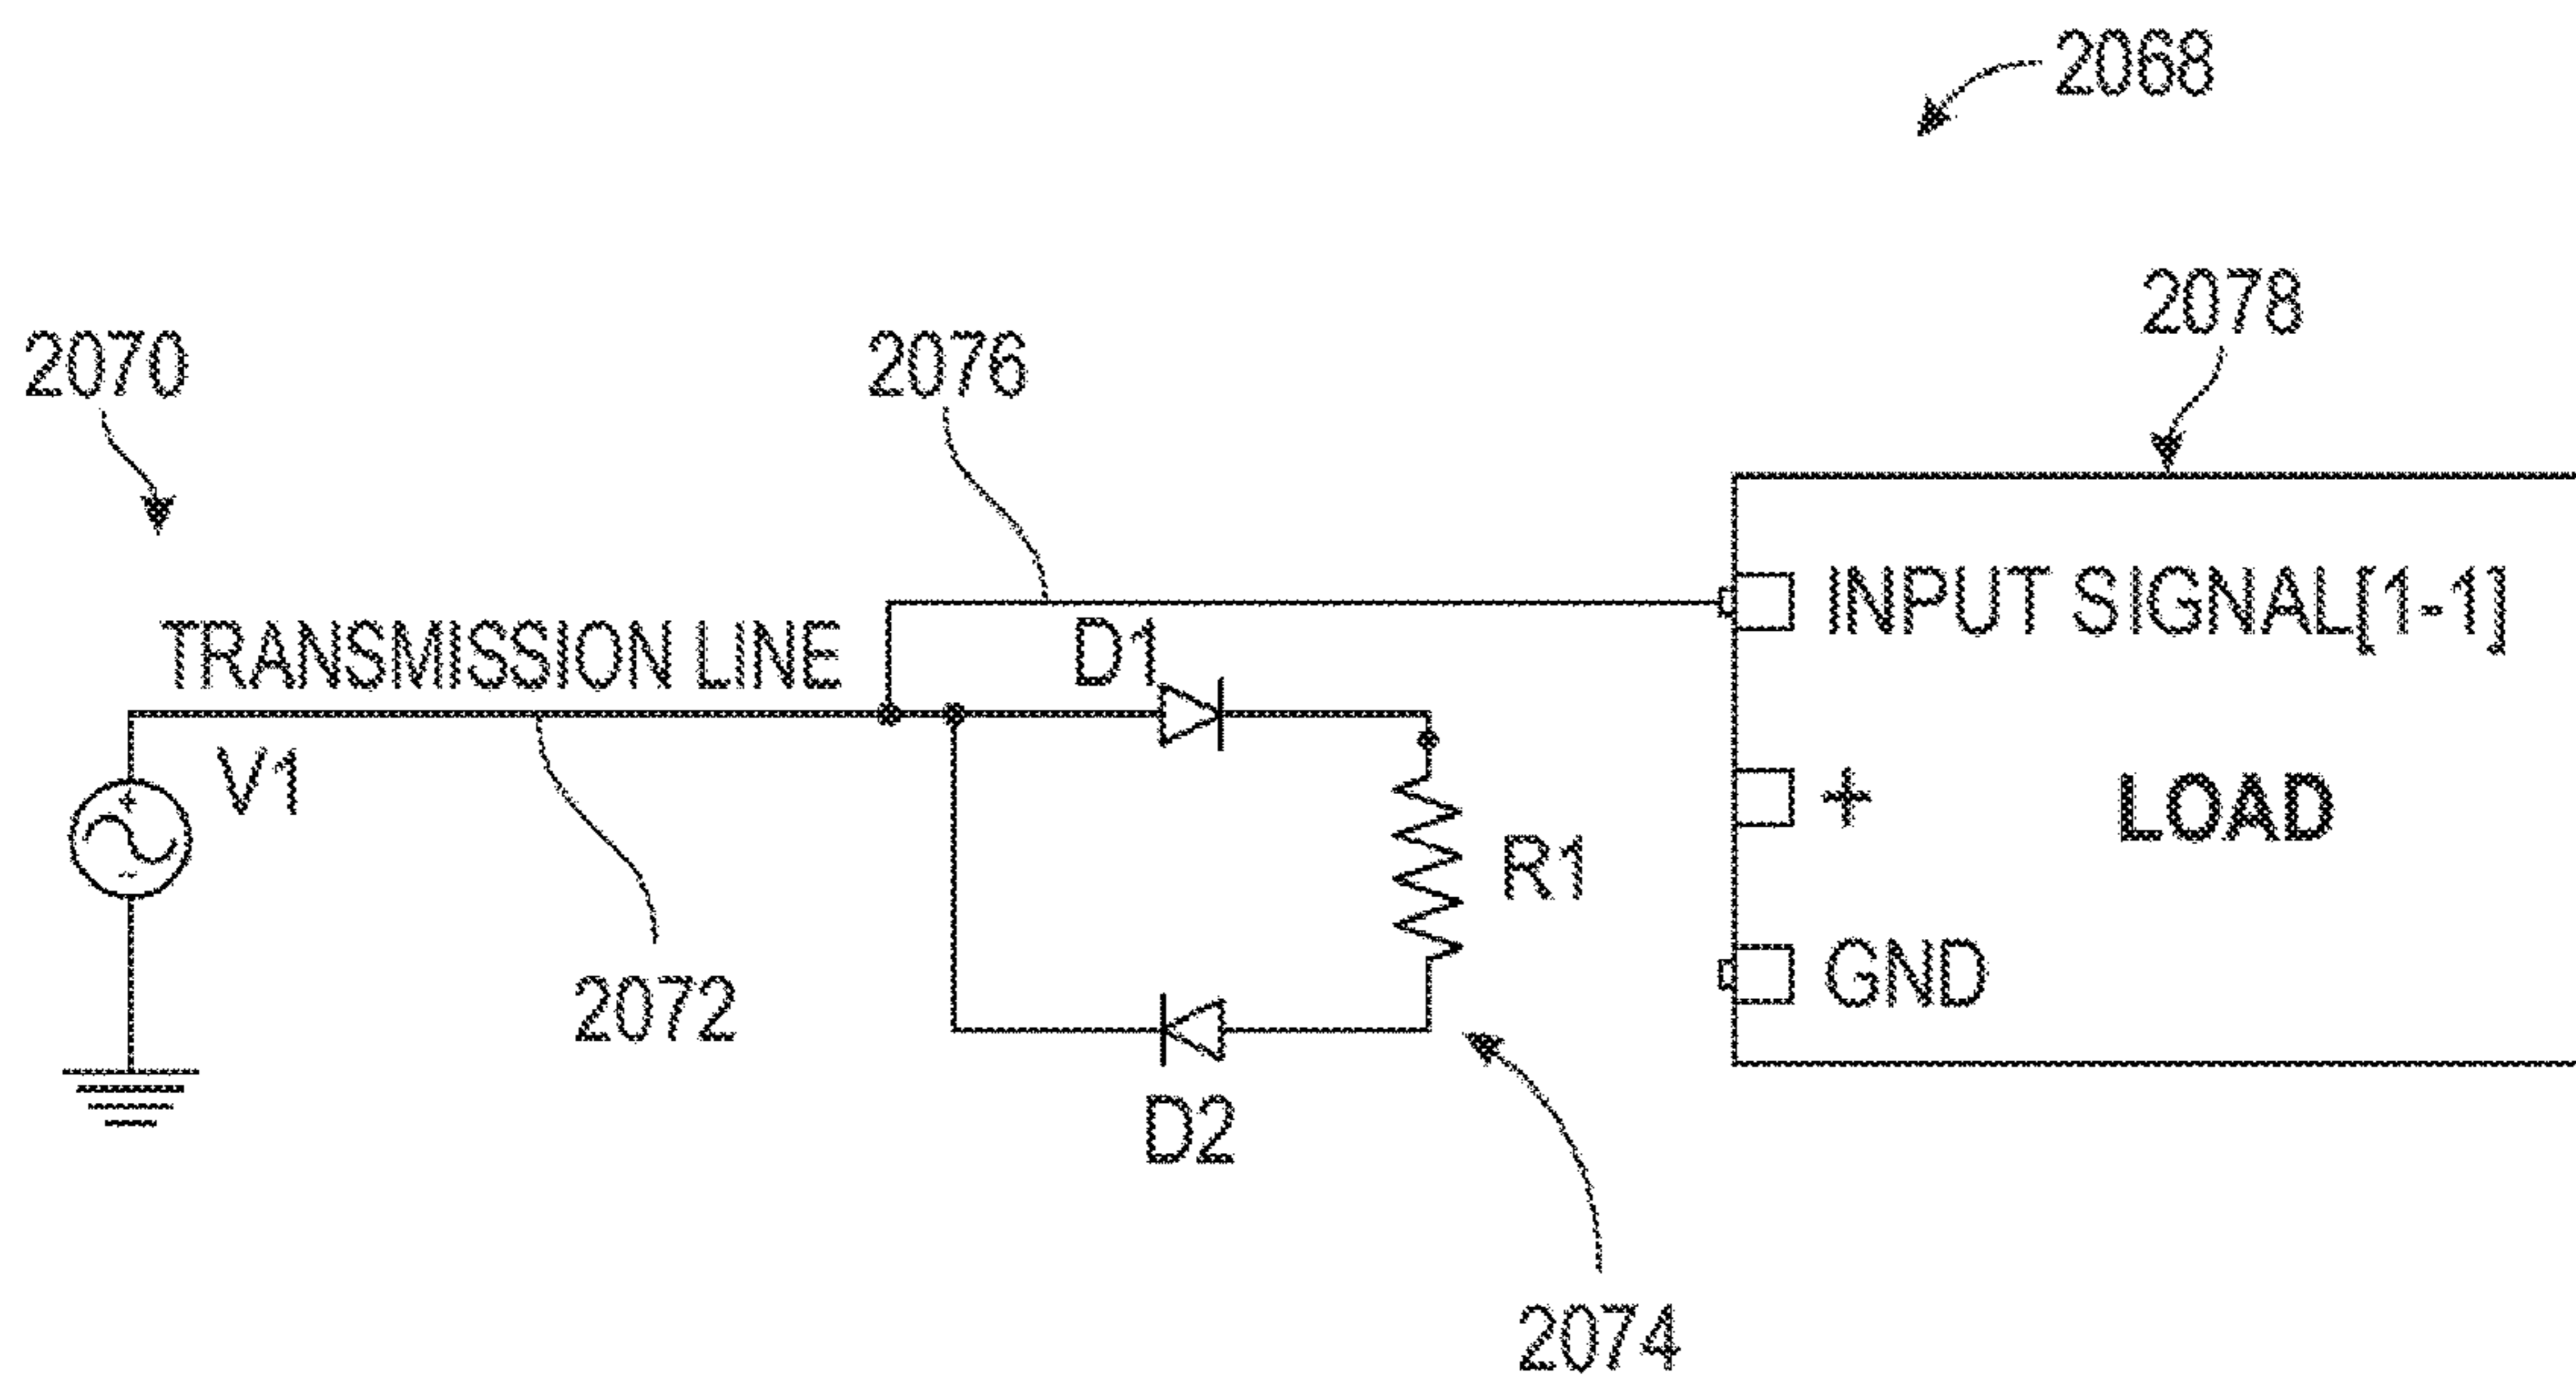 2068
2078
2070
2076
INPUT SIGNAL[1-1]
TRANSMISSION LINE
D1
V1
+
LOAD
R1
GND
2072
D2
2074